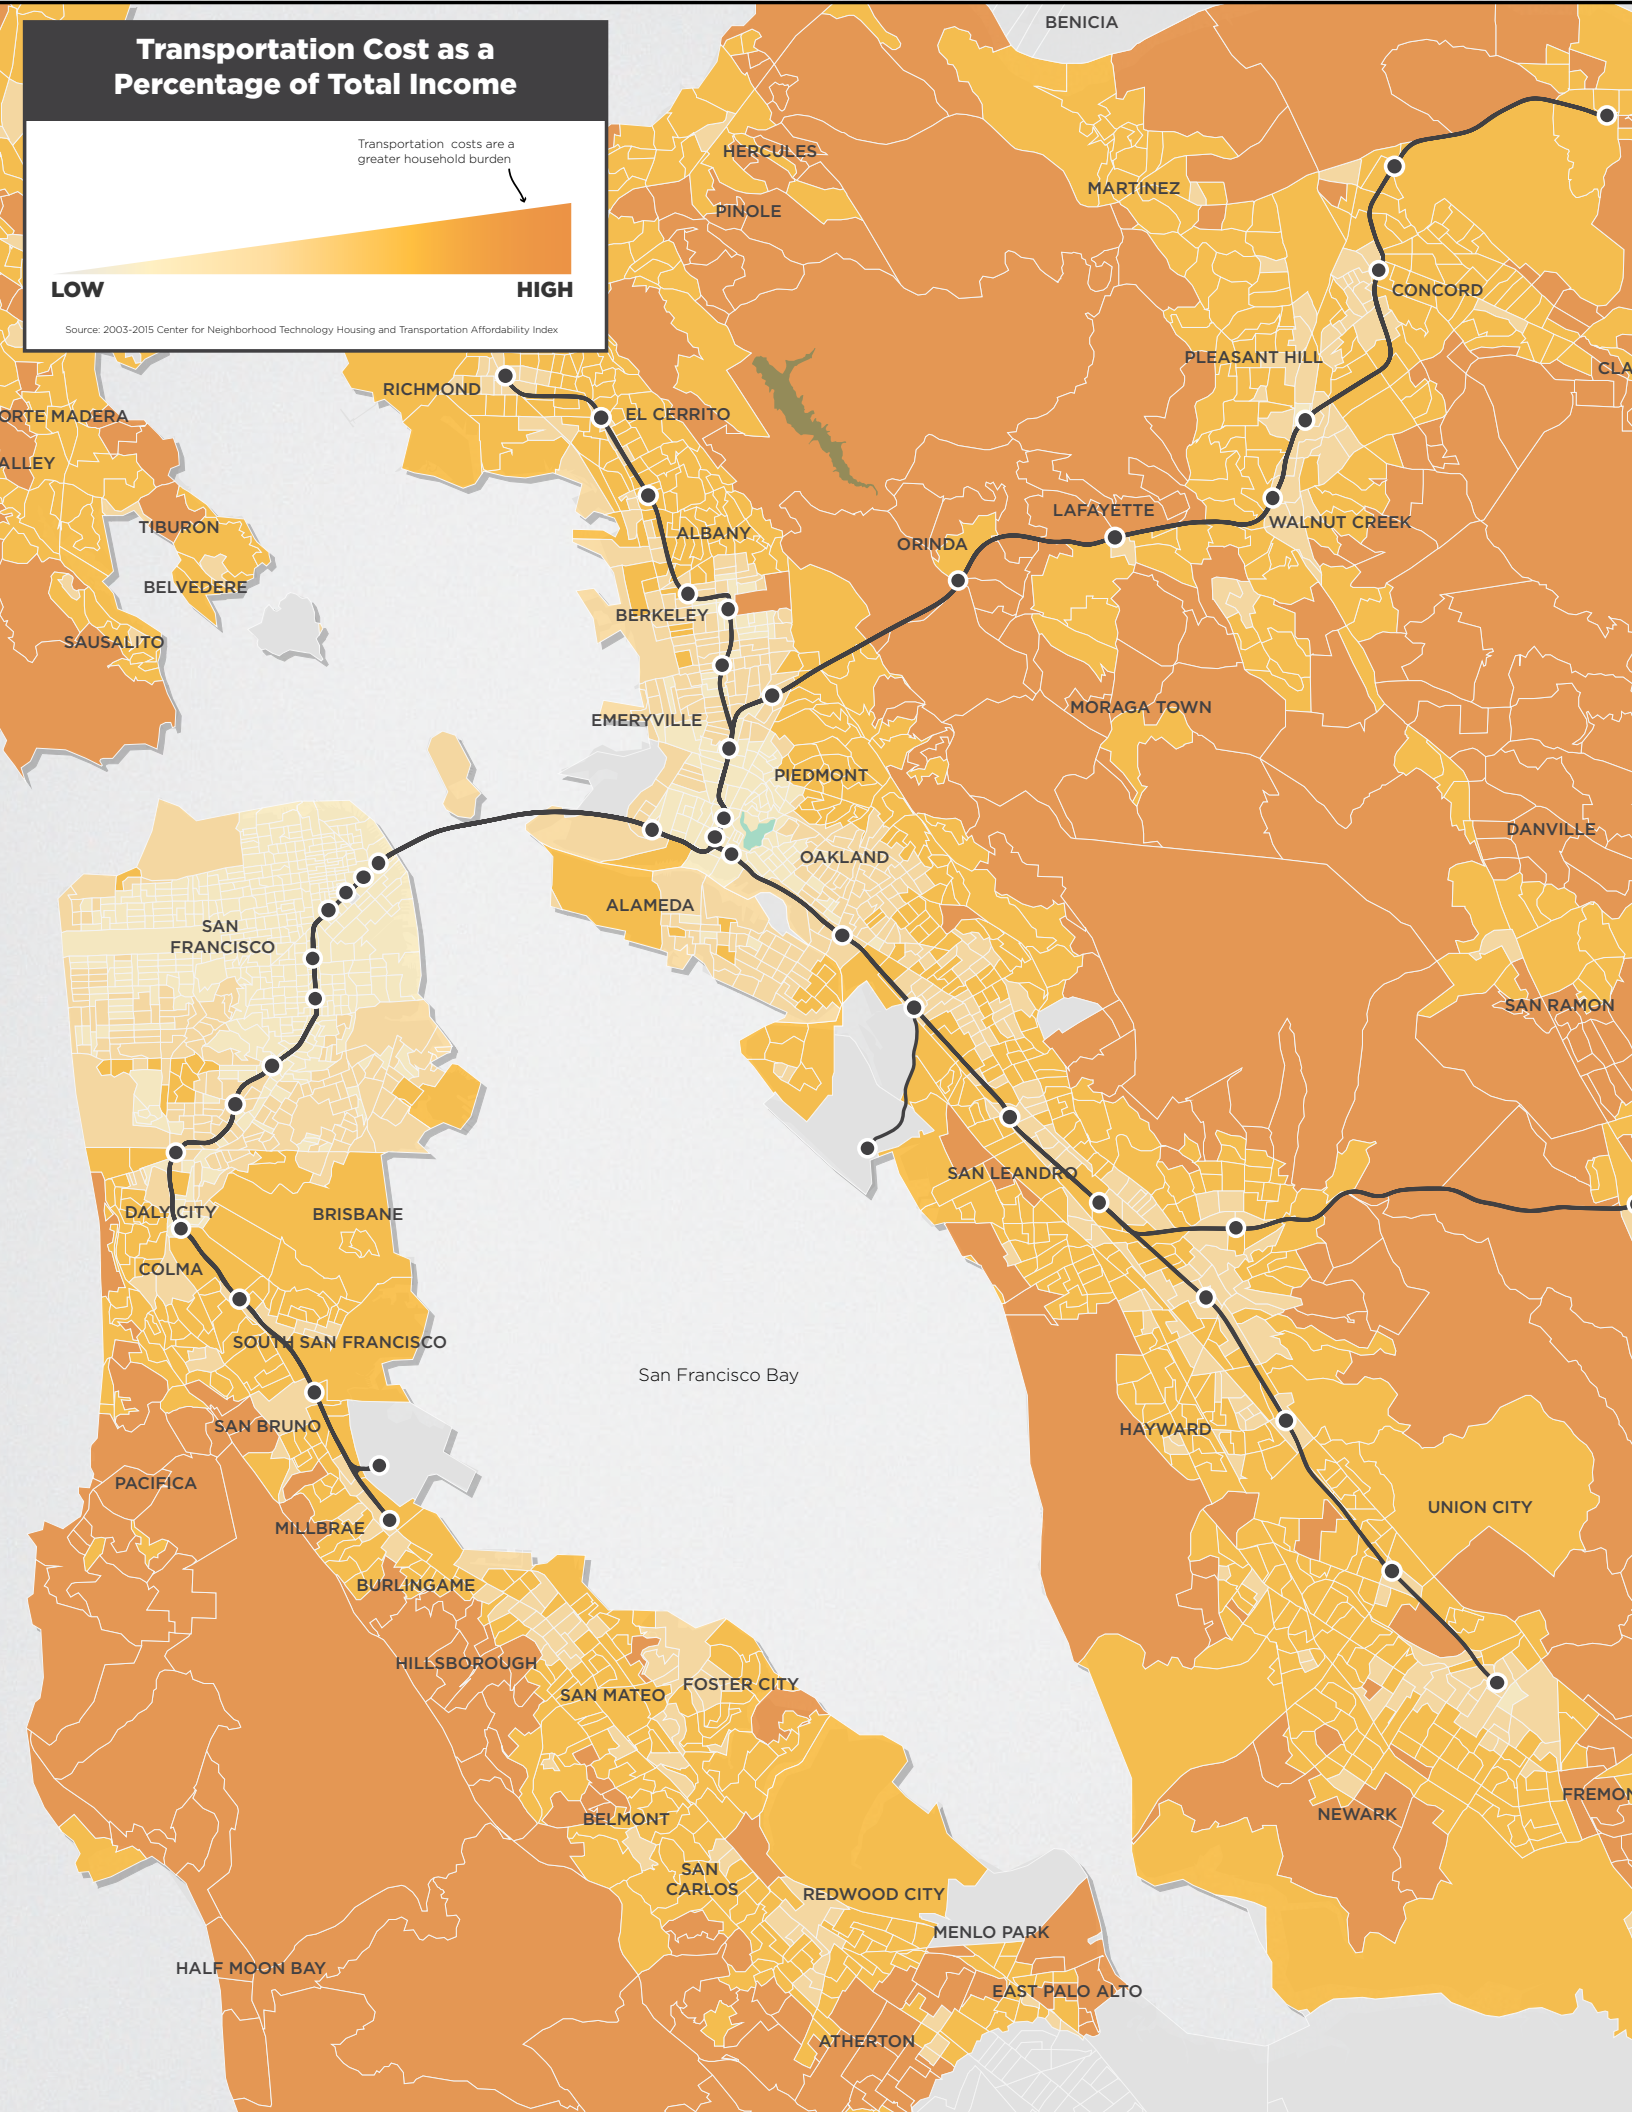 Transportation Cost as a
Percentage of Total Income
Transportation costs are a
greater household burden
LOW
HIGH
Source: 2003-2015 Center for Neighborhood Technology Housing and Transportation Affordability Index
BENICIA
HERCULES
MARTINEZ
PINOLE
CONCORD
PLEASANT HILL
CLA
RICHMOND
EL CERRITO
ORTE MADERA
ALLEY
LAFAYETTE
WALNUT CREEK
TIBURON
ALBANY
ORINDA
BELVEDERE
BERKELEY
SAUSALITO
MORAGA TOWN
EMERYVILLE
PIEDMONT
DANVILLE
OAKLAND
ALAMEDA
SAN
FRANCISCO
SAN RAMON
SAN LEANDRO
DALY CITY
BRISBANE
COLMA
SOUTH SAN FRANCISCO
San Francisco Bay
SAN BRUNO
HAYWARD
PACIFICA
UNION CITY
MILLBRAE
BURLINGAME
HILLSBOROUGH
FOSTER CITY
SAN MATEO
FREMON
NEWARK
BELMONT
SAN
CARLOS
REDWOOD CITY
MENLO PARK
HALF MOON BAY
EAST PALO ALTO
ATHERTON